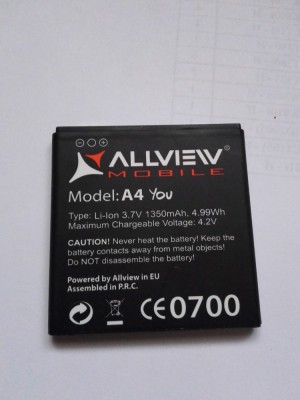 ALLVIEW
MOBILE
Model: A4 You
Type: Li-Ion 3.7V 1350mAh, 4.99Wh
Maximum Chargeable Voltage: 4.2V
CAUTION! Never heat the battery! Keep the
battery contacts away from metal objects!
Do NOT disassemble the battery!
Powered by Allview in EU
Assembled in P.R.C.
CE0700